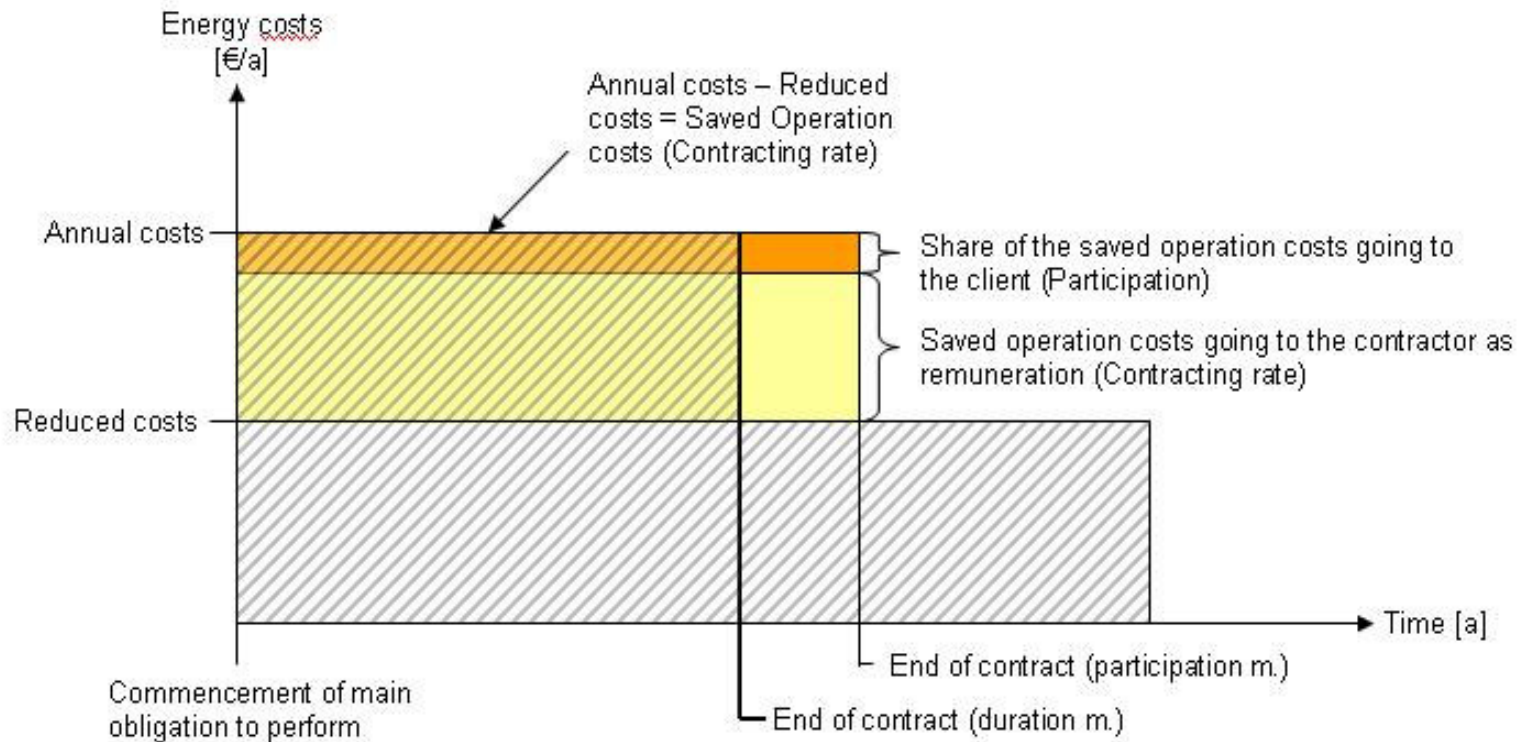 Energy costs
[€/a]
Annual costs – Reduced
costs = Saved Operation
costs (Contracting rate)
Annual costs
Share of the saved operation costs going to
the client (Participation)
Saved operation costs going to the contractor as
remuneration (Contracting rate)
Reduced costs
Time [a]
End of contract (participation m.)
Commencement of main
obligation to perform
End of contract (duration m.)